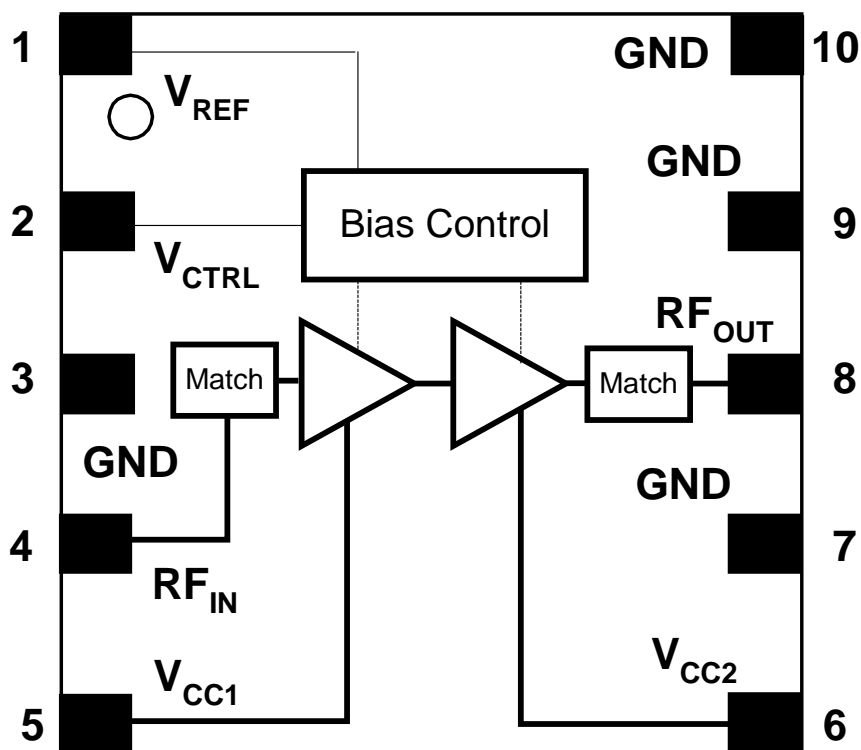 1
V_REF
GND
10
GND
2
Bias Control
9
V_CTRL
RF_OUT
3
Match
Match
8
GND
GND
4
7
RF_IN
V_CC1
V_CC2
5
6